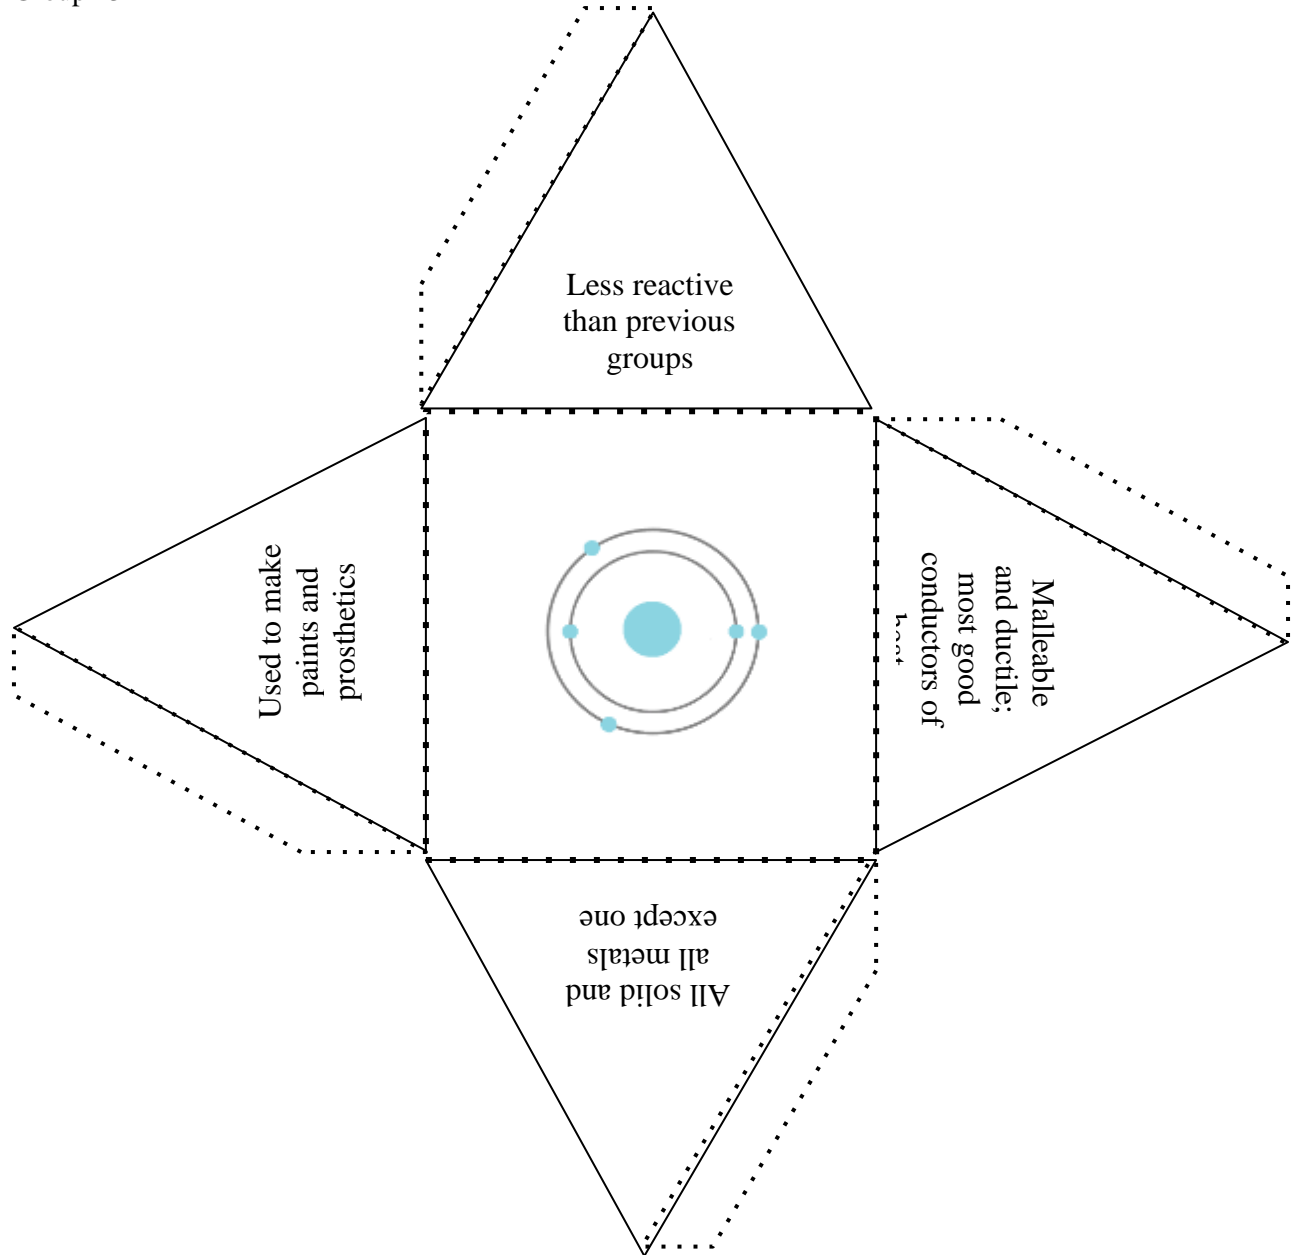 Less reactive
than previous
groups
Used to make
paints and
prosthetics
Malleable
and ductile;
most good
conductors of
All solid and
all metals
except one